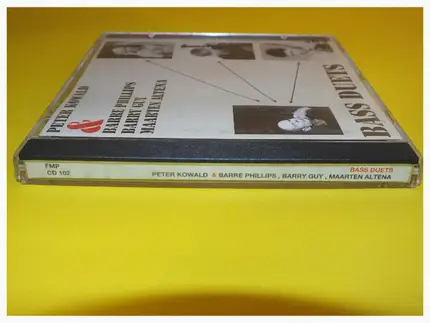 PETER KOWALD
&
BARRE PHILLIPS
BARRY GUY
MAARTEN ALTENA
BASS DUETS
FMP BASS DUETS
CD 102 PETER KOWALD & BARRE PHILLIPS, BARRY GUY, MAARTEN ALTENA